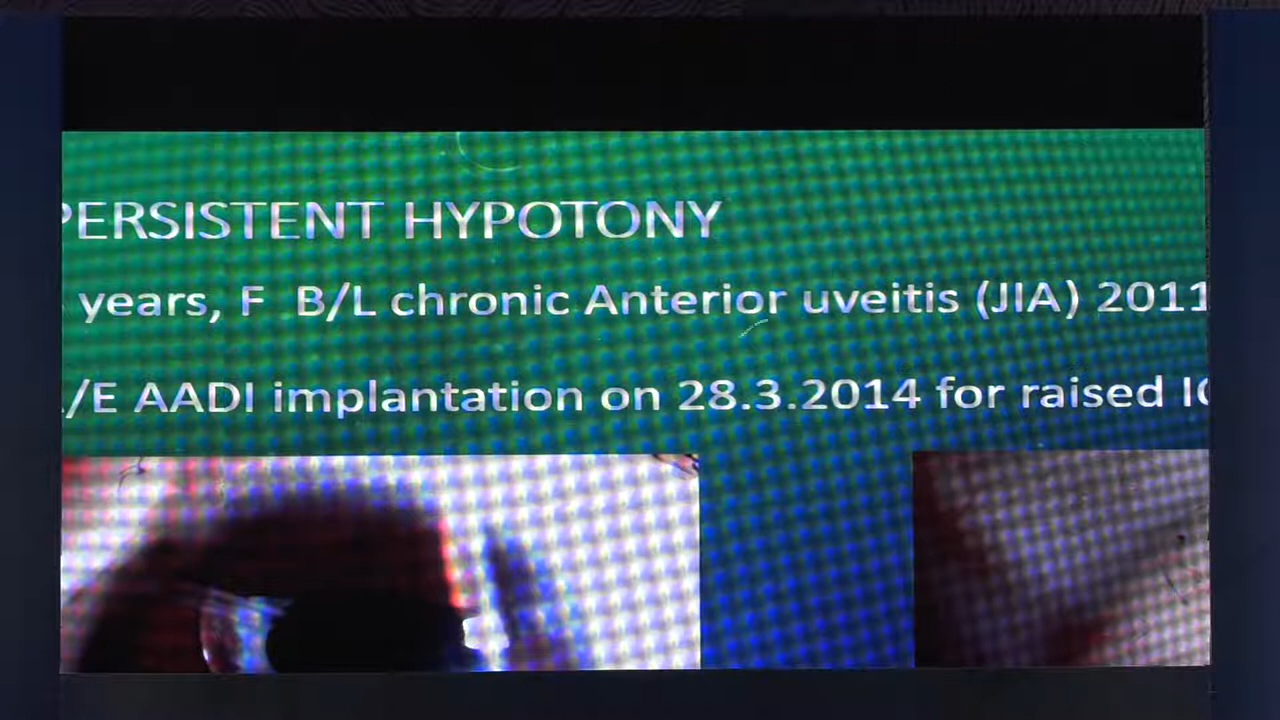 PERSISTENT HYPOTONY
years, F B/L chronic Anterior uveitis (JIA) 2011
/E AADI implantation on 28.3.2014 for raised